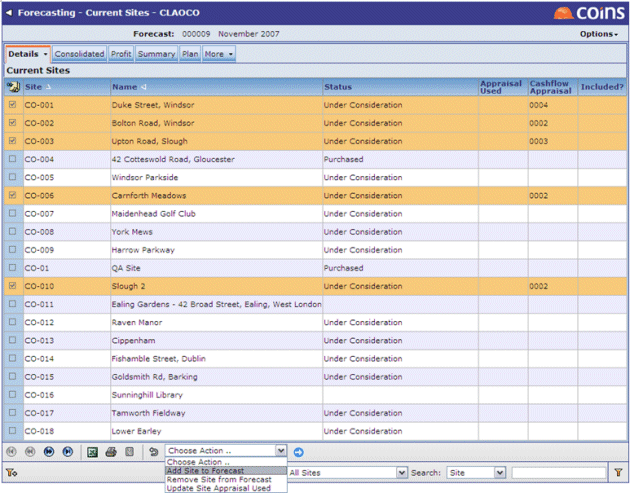 Forecasting - Current Sites - CLAOCO
coins
Forecast: 000009 November 2007 Options
Details Consolidated Profit Summary Plan More
Current Sites
Site Name Status Appraisal Used Cashflow Appraisal Included?
CO-001 Duke Street, Windsor Under Consideration 0004
CO-002 Bolton Road, Windsor Under Consideration 0002
CO-003 Upton Road, Slough Under Consideration 0003
CO-004 42 Cotteswold Road, Gloucester Purchased
CO-005 Windsor Parkside Under Consideration
CO-006 Carnforth Meadows Under Consideration 0002
CO-007 Maidenhead Golf Club Under Consideration
CO-008 York Mews Under Consideration
CO-009 Harrow Parkway Under Consideration
CO-01 QA Site Purchased
CO-010 Slough 2 Under Consideration 0002
CO-011 Ealing Gardens - 42 Broad Street, Ealing, West London
CO-012 Raven Manor Under Consideration
CO-013 Cippenham Under Consideration
CO-014 Fishamble Street, Dublin Under Consideration
CO-015 Goldsmith Rd, Barking Under Consideration
CO-016 Sunninghill Library
CO-017 Tamworth Fieldway Under Consideration
CO-018 Lower Earley Under Consideration
Choose Action ..
Choose Action ..
Add Site to Forecast
Remove Site from Forecast
Update Site Appraisal Used
All Sites Search: Site